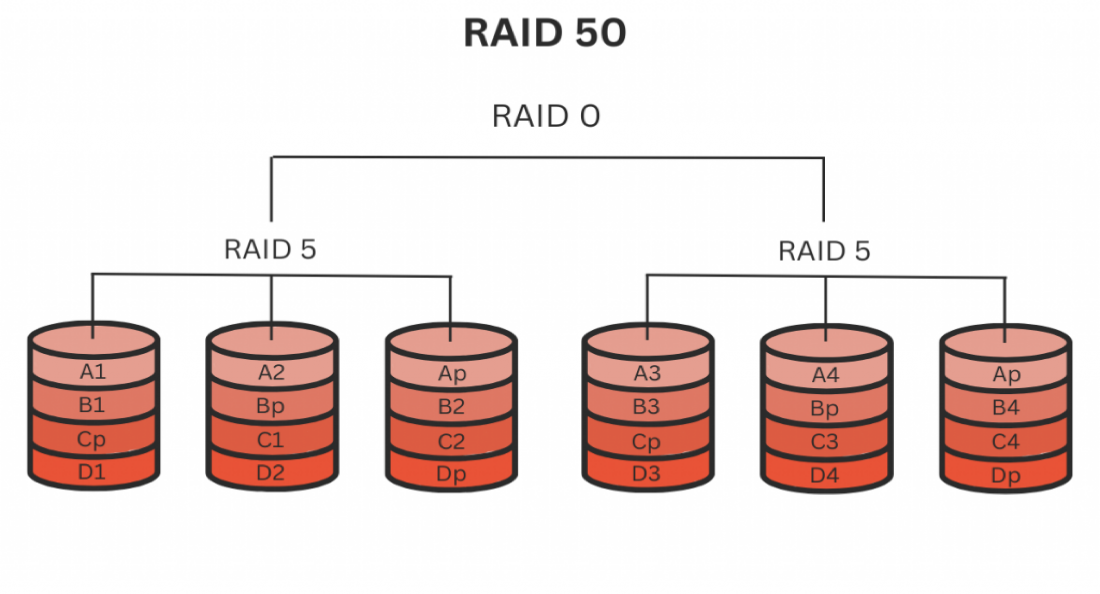 RAID 50
RAID 0
RAID 5 RAID 5
A1 A2 Ap A3 A4 Ap
B1 Bp B2 B3 Bp B4
Cp C1 C2 Cp C3 C4
D1 D2 Dp D3 D4 Dp